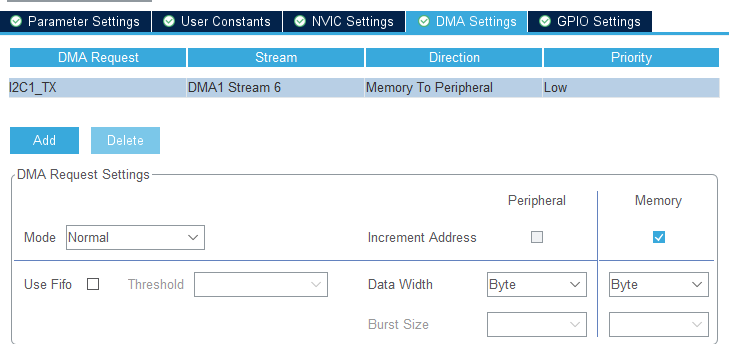 Parameter Settings User Constants NVIC Settings DMA Settings GPIO Settings
DMA Request Stream Direction Priority
I2C1_TX DMA1 Stream 6 Memory To Peripheral Low
Add Delete
DMA Request Settings
Peripheral Memory
Mode Normal Increment Address
Use Fifo Threshold Data Width Byte Byte
Burst Size